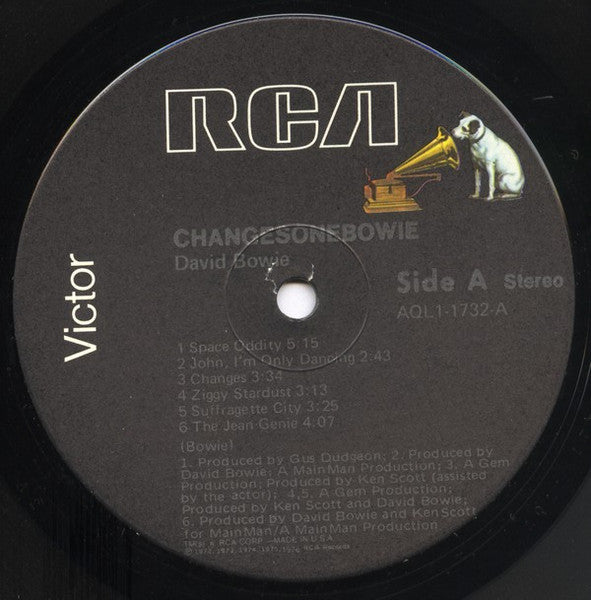 RCA
Victor
CHANGESONEBOWIE
David Bowie
Side A Stereo
AQL1-1732-A
1 Space Oddity 5:15
2 John, I'm Only Dancing 2:43
3 Changes 3:34
4 Ziggy Stardust 3:13
5 Suffragette City 3:25
6 The Jean Genie 4.07
(Bowie)
1. Produced by Gus Dudgeon; 2. Produced by
David Bowie; A MainMan Production; 3. A Gem
Production; Produced by Ken Scott (assisted
by the actor); 4,5. A Gem Production;
Produced by Ken Scott and David Bowie;
6. Produced by David Bowie and Ken Scott
for MainMan/A MainMan Production
TMK(S) ® RCA CORP.—MADE IN U.S.A.
RCA Records